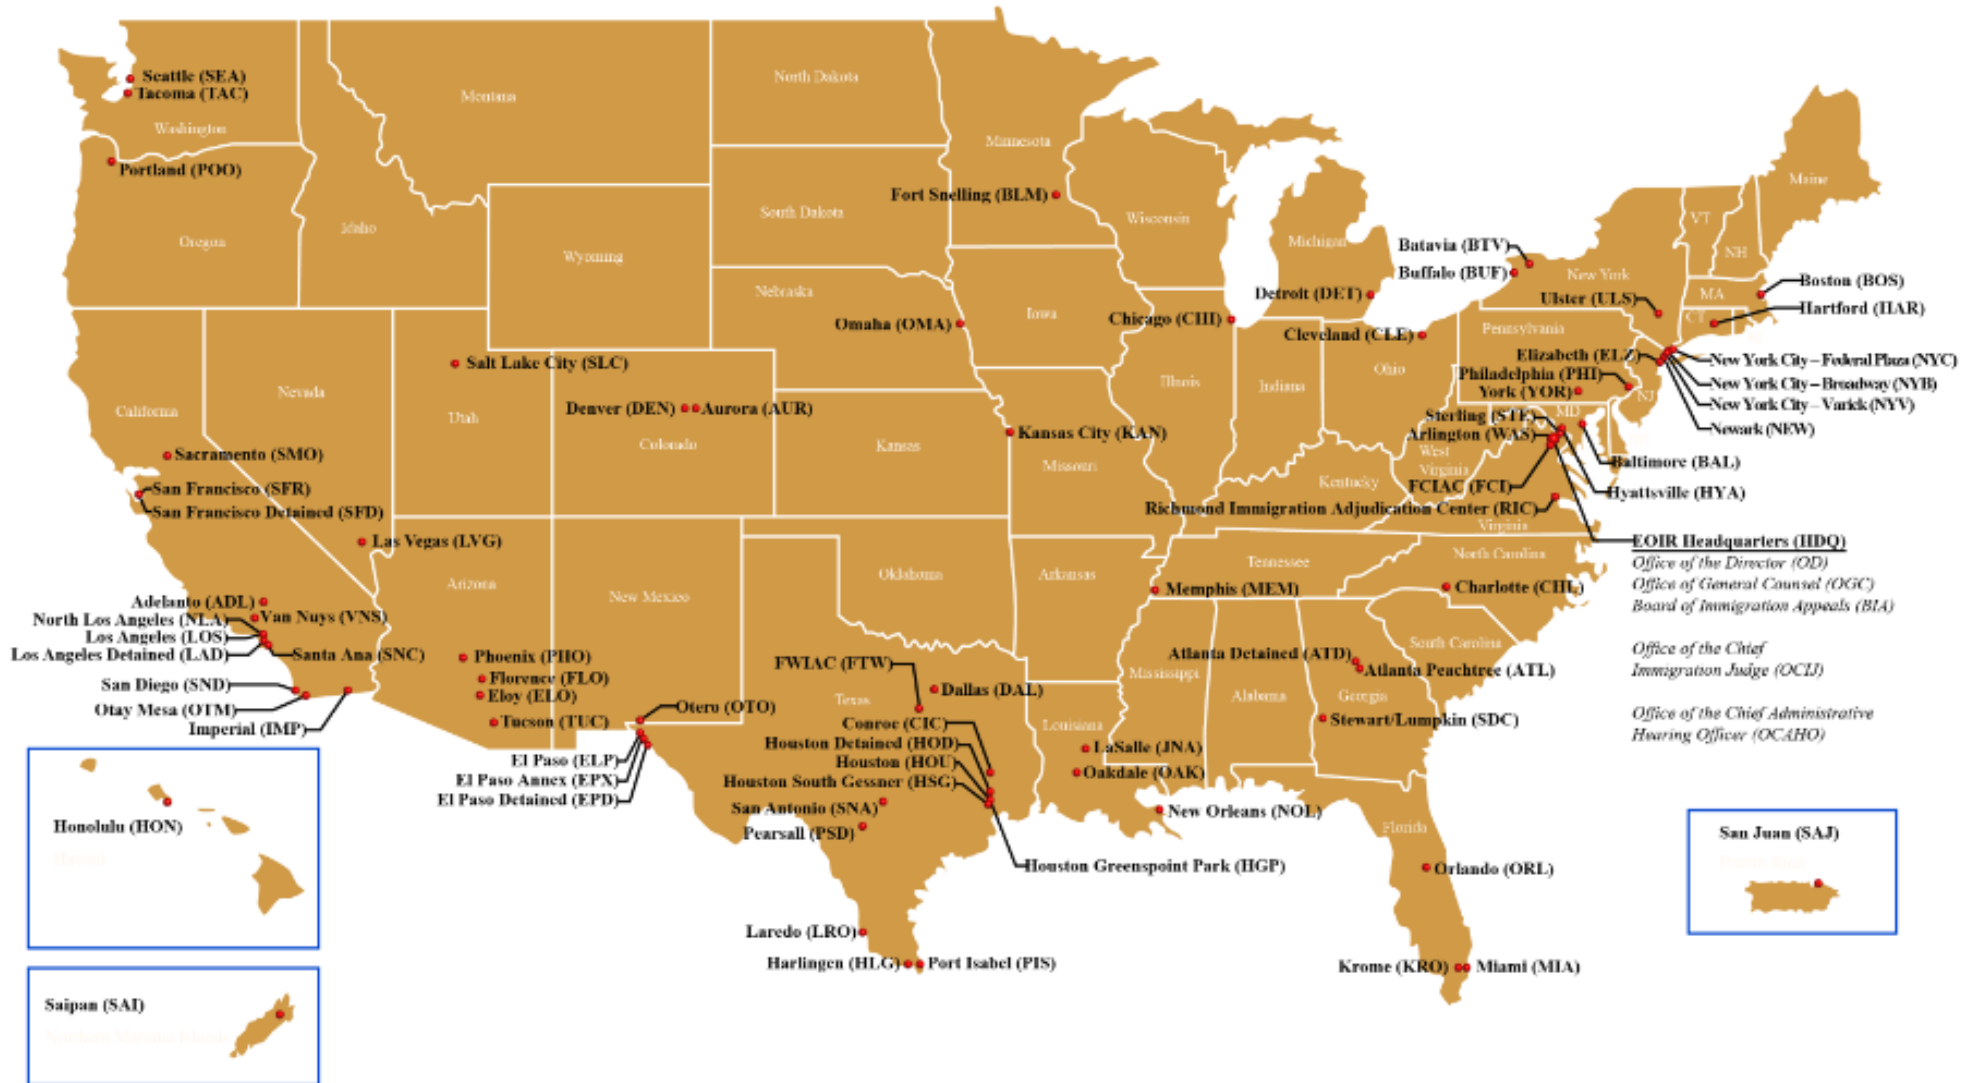 Seattle (SEA)
Tacoma (TAC)
Washington
Portland (POO)
Oregon
Idaho
Montana
North Dakota
Minnesota
Fort Snelling (BLM)
South Dakota
Wisconsin
Michigan
Wyoming
Nebraska
Omaha (OMA)
Iowa
Chicago (CHI)
Detroit (DET)
Cleveland (CLE)
Batavia (BTV)
Buffalo (BUF)
New York
Ulster (ULS)
VT
NH
Maine
MA
CT
Boston (BOS)
Hartford (HAR)
Pennsylvania
Elizabeth (ELZ)
Philadelphia (PHI)
York (YOR)
NJ
MD
New York City – Federal Plaza (NYC)
New York City – Broadway (NYB)
New York City – Varick (NYV)
Newark (NEW)
Sterling (STE)
Arlington (WAS)
West
Virginia
FCIAC (FCI)
Baltimore (BAL)
Hyattsville (HYA)
Richmond Immigration Adjudication Center (RIC)
Virginia
EOIR Headquarters (HDQ)
Office of the Director (OD)
Office of General Counsel (OGC)
Board of Immigration Appeals (BIA)
Office of the Chief
Immigration Judge (OCIJ)
Office of the Chief Administrative
Hearing Officer (OCAHO)
Salt Lake City (SLC)
Nevada
Utah
California
Denver (DEN)
Aurora (AUR)
Colorado
Kansas
Kansas City (KAN)
Missouri
Illinois
Indiana
Ohio
Kentucky
Sacramento (SMO)
San Francisco (SFR)
San Francisco Detained (SFD)
Las Vegas (LVG)
Arizona
New Mexico
Oklahoma
Arkansas
Tennessee
Memphis (MEM)
North Carolina
Charlotte (CHL)
South Carolina
Adelanto (ADL)
Van Nuys (VNS)
North Los Angeles (NLA)
Los Angeles (LOS)
Los Angeles Detained (LAD)
Santa Ana (SNC)
San Diego (SND)
Otay Mesa (OTM)
Imperial (IMP)
Phoenix (PHO)
Florence (FLO)
Eloy (ELO)
Tucson (TUC)
Otero (OTO)
El Paso (ELP)
El Paso Annex (EPX)
El Paso Detained (EPD)
FWIAC (FTW)
Dallas (DAL)
Texas
Conroe (CIC)
Houston Detained (HOD)
Houston (HOU)
Houston South Gessner (HSG)
San Antonio (SNA)
Pearsall (PSD)
Houston Greenspoint Park (HGP)
Laredo (LRO)
Harlingen (HLG)
Port Isabel (PIS)
Louisiana
LaSalle (JNA)
Oakdale (OAK)
New Orleans (NOL)
Mississippi
Alabama
Georgia
Atlanta Detained (ATD)
Atlanta Peachtree (ATL)
Stewart/Lumpkin (SDC)
Florida
Orlando (ORL)
Krome (KRO)
Miami (MIA)
Honolulu (HON)
Hawaii
Saipan (SAI)
Northern Mariana Islands
San Juan (SAJ)